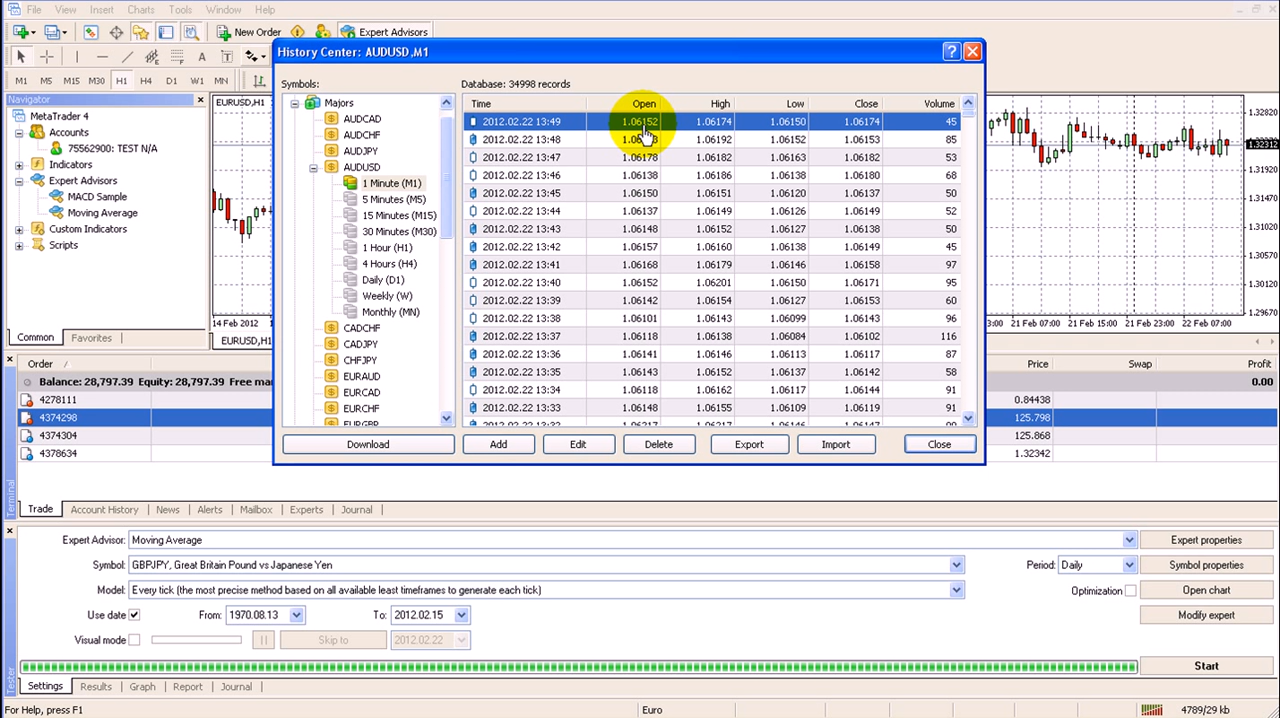 File View Insert Charts Tools Window Help
New Order Expert Advisors
A T
M1 M5 M15 M30 H1 H4 D1 W1 MN
Navigator
MetaTrader 4
Accounts
75562900: TEST N/A
Indicators
Expert Advisors
MACD Sample
Moving Average
Custom Indicators
Scripts
Common Favorites
EURUSD,H1
14 Feb 2012
21 Feb 07:00 21 Feb 15:00 21 Feb 23:00 22 Feb 07:00
1.32820
1.32312
1.31920
1.31470
1.31020
1.30570
1.30120
1.29670
History Center: AUDUSD,M1
Symbols:
Majors
AUDCAD
AUDCHF
AUDJPY
AUDUSD
1 Minute (M1)
5 Minutes (M5)
15 Minutes (M15)
30 Minutes (M30)
1 Hour (H1)
4 Hours (H4)
Daily (D1)
Weekly (W)
Monthly (MN)
CADCHF
CADJPY
CHFJPY
EURAUD
EURCAD
EURCHF
EURGBP
Database: 34998 records
Time Open High Low Close Volume
2012.02.22 13:49 1.06152 1.06174 1.06150 1.06174 45
2012.02.22 13:48 1.06192 1.06152 1.06153 85
2012.02.22 13:47 1.06178 1.06182 1.06163 1.06182 53
2012.02.22 13:46 1.06138 1.06186 1.06138 1.06180 68
2012.02.22 13:45 1.06150 1.06151 1.06120 1.06137 50
2012.02.22 13:44 1.06137 1.06149 1.06126 1.06149 52
2012.02.22 13:43 1.06148 1.06152 1.06128 1.06138 50
2012.02.22 13:42 1.06157 1.06160 1.06138 1.06149 45
2012.02.22 13:41 1.06168 1.06179 1.06146 1.06158 97
2012.02.22 13:40 1.06152 1.06201 1.06150 1.06171 95
2012.02.22 13:39 1.06142 1.06154 1.06127 1.06153 60
2012.02.22 13:38 1.06101 1.06143 1.06099 1.06143 96
2012.02.22 13:37 1.06118 1.06138 1.06084 1.06102 116
2012.02.22 13:36 1.06141 1.06146 1.06113 1.06117 87
2012.02.22 13:35 1.06143 1.06152 1.06137 1.06142 58
2012.02.22 13:34 1.06118 1.06162 1.06117 1.06144 91
2012.02.22 13:33 1.06148 1.06155 1.06109 1.06119 91
Download Add Edit Delete Export Import Close
Order Price Swap Profit
Balance: 28,797.39 Equity: 28,797.39 Free 0.00
4278111 0.84438
4374298 125.798
4374304 125.868
4378634 1.32342
Terminal
Trade Account History News Alerts Mailbox Experts Journal
Expert Advisor: Moving Average Expert properties
Symbol: GBPJPY, Great Britain Pound vs Japanese Yen Period: Daily Symbol properties
Model: Every tick (the most precise method based on all available least timeframes to generate each tick) Optimization Open chart
Use date From: 1970.08.13 To: 2012.02.15 Modify expert
Visual mode Skip to 2012.02.22
Start
Tester
Settings Results Graph Report Journal
For Help, press F1 Euro 4789/29 kb